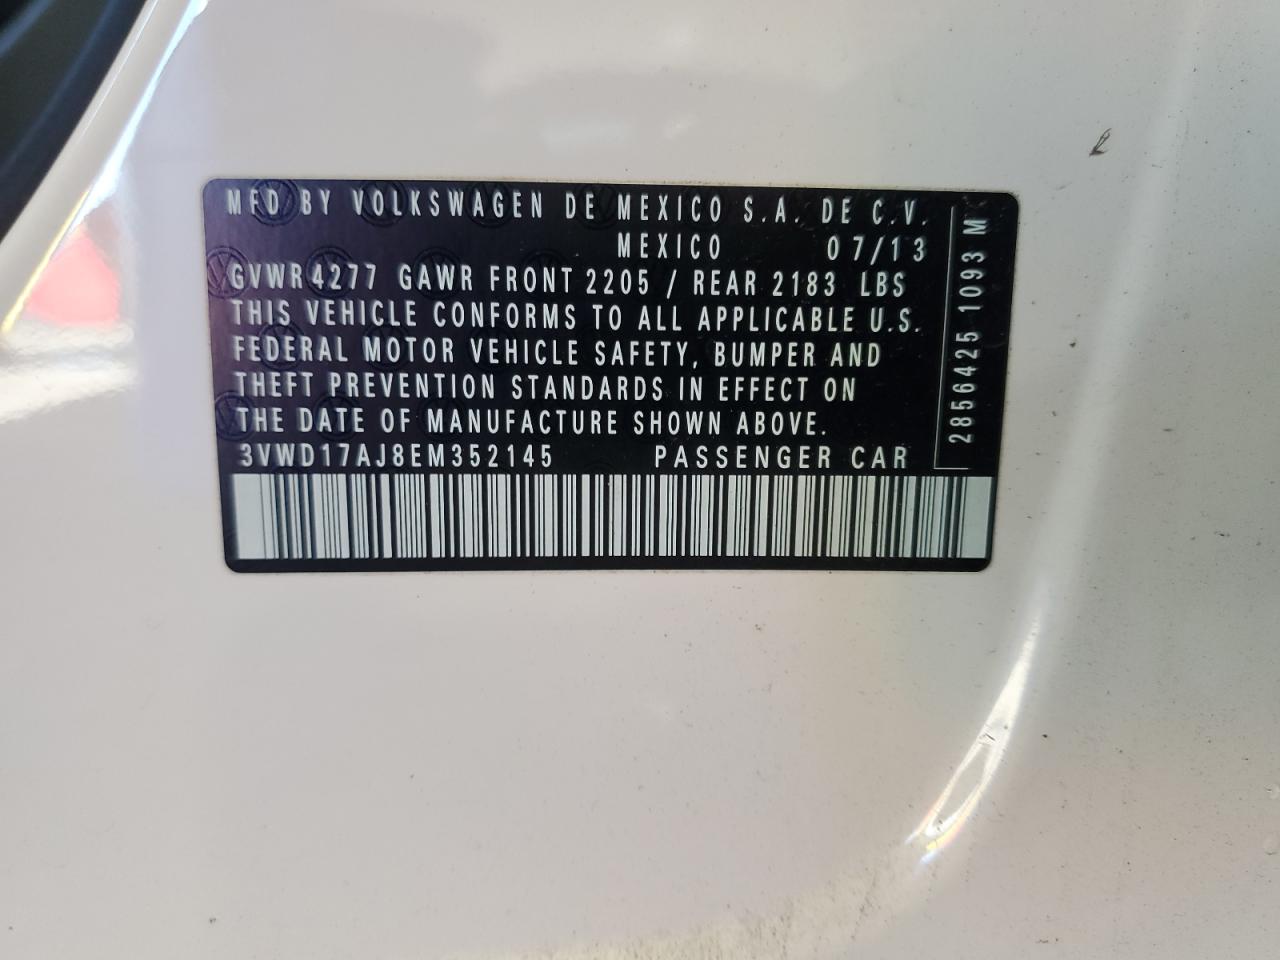 MFD BY VOLKSWAGEN DE MEXICO S.A. DE C.V.
MEXICO 07/13
GVWR 4277 GAWR FRONT 2205 / REAR 2183 LBS
THIS VEHICLE CONFORMS TO ALL APPLICABLE U.S.
FEDERAL MOTOR VEHICLE SAFETY, BUMPER AND
THEFT PREVENTION STANDARDS IN EFFECT ON
THE DATE OF MANUFACTURE SHOWN ABOVE.
3VWD17AJ8EM352145 PASSENGER CAR
2856425 1093 M